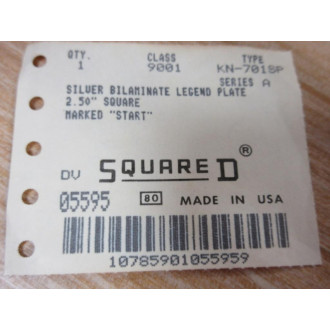 QTY. CLASS TYPE
1 9001 KN-701SP
SERIES A
SILVER BILAMINATE LEGEND PLATE
2.50" SQUARE
MARKED "START"
DV SQUARE D ®
05595 80 MADE IN USA
10785901055959